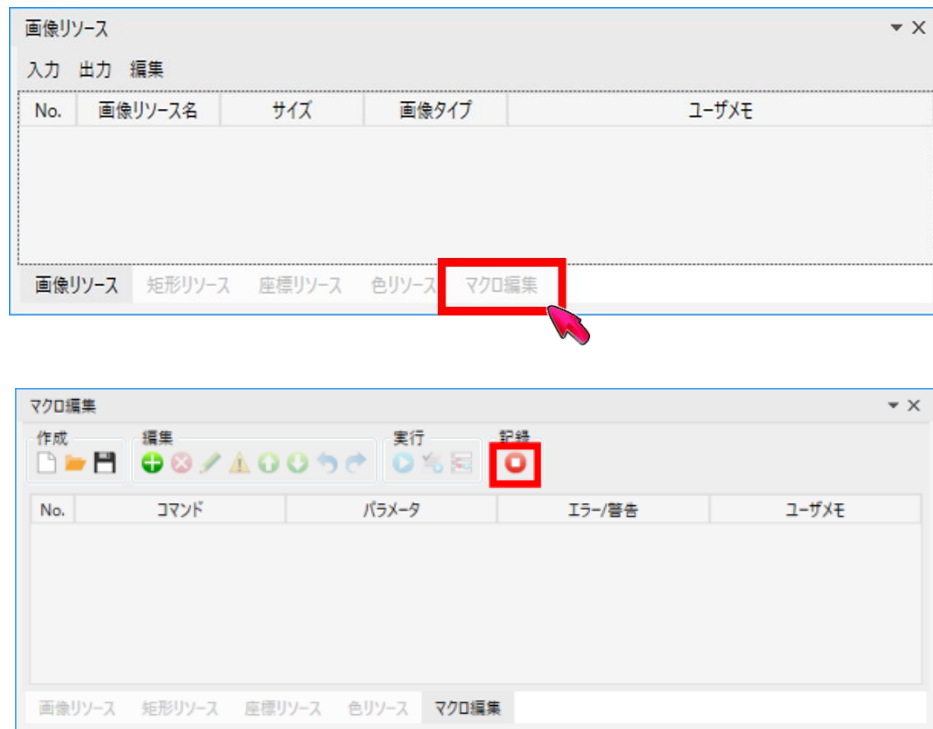 画像リソース
入力 出力 編集
No. 画像リソース名 サイズ 画像タイプ ユーザメモ
画像リソース 矩形リソース 座標リソース 色リソース マクロ編集
マクロ編集
作成 編集 実行 記録
No. コマンド パラメータ エラー/警告 ユーザメモ
画像リソース 矩形リソース 座標リソース 色リソース マクロ編集